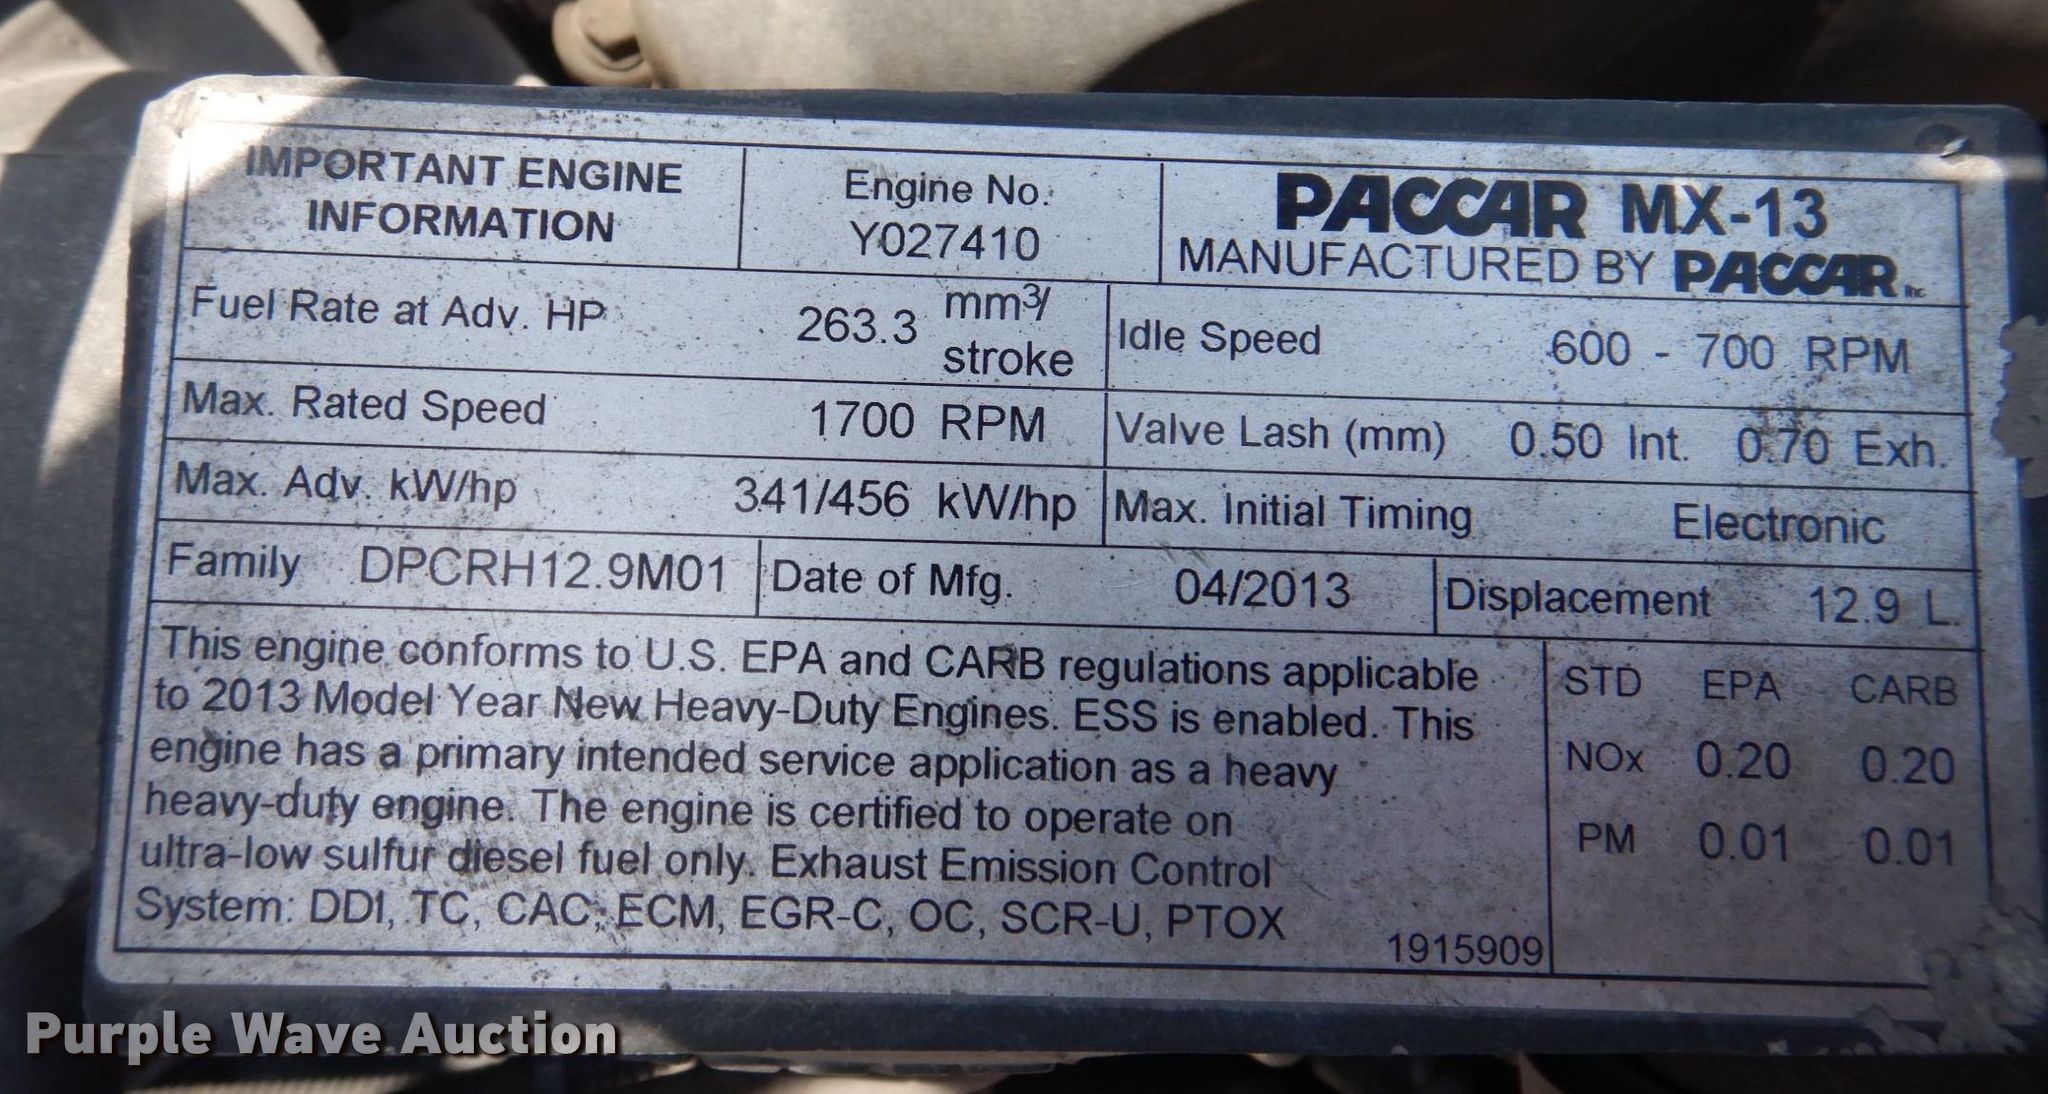 IMPORTANT ENGINE
INFORMATION
Engine No.:
Y027410
PACCAR MX-13
MANUFACTURED BY PACCAR INC
Fuel Rate at Adv. HP 263.3 mm³/
stroke
Idle Speed 600 - 700 RPM
Max. Rated Speed 1700 RPM
Valve Lash (mm) 0.50 Int. 0.70 Exh.
Max. Adv. kW/hp 341/456 kW/hp
Max. Initial Timing Electronic
Family DPCRH12.9M01
Date of Mfg. 04/2013
Displacement 12.9 L.
This engine conforms to U.S. EPA and CARB regulations applicable
to 2013 Model Year New Heavy-Duty Engines. ESS is enabled. This
engine has a primary intended service application as a heavy
heavy-duty engine. The engine is certified to operate on
ultra-low sulfur diesel fuel only. Exhaust Emission Control
System: DDI, TC, CAC, ECM, EGR-C, OC, SCR-U, PTOX
1915909
STD EPA CARB
NOx 0.20 0.20
PM 0.01 0.01
Purple Wave Auction